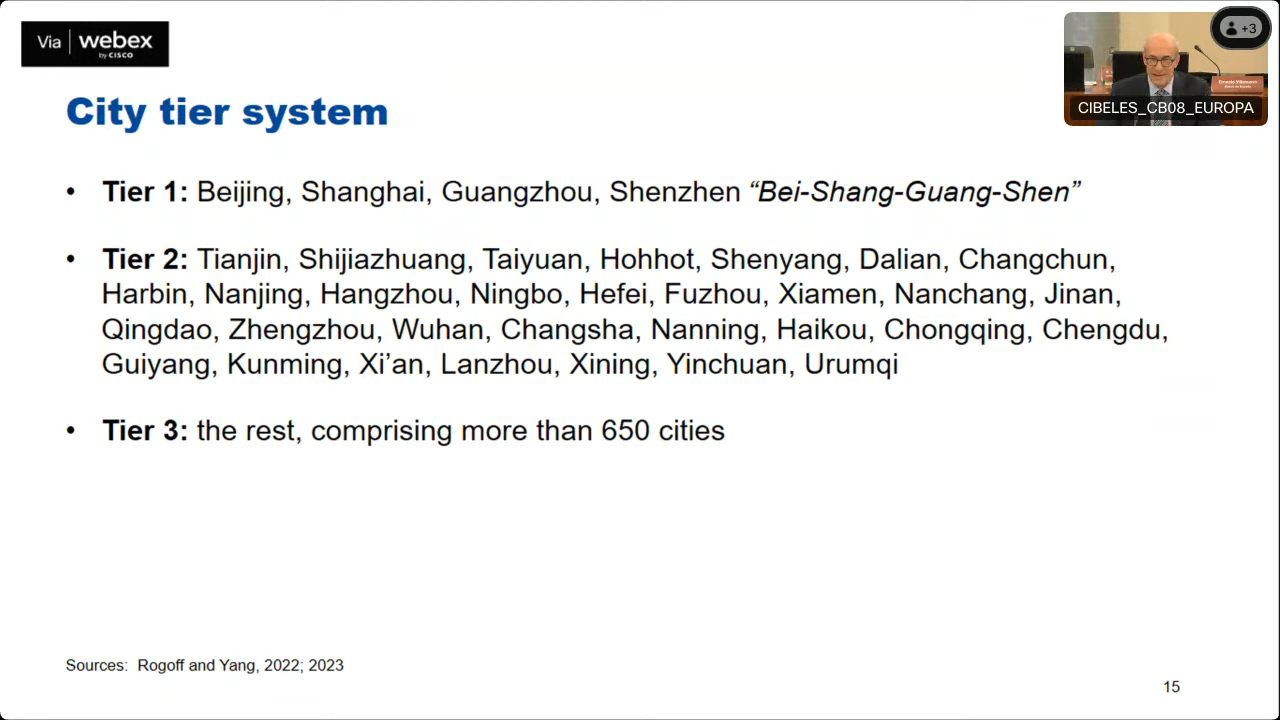 Via webex
by CISCO
+3
Ernesto Villanueva
CIBELES_CB08_EUROPA
City tier system
• Tier 1: Beijing, Shanghai, Guangzhou, Shenzhen “Bei-Shang-Guang-Shen”
• Tier 2: Tianjin, Shijiazhuang, Taiyuan, Hohhot, Shenyang, Dalian, Changchun,
Harbin, Nanjing, Hangzhou, Ningbo, Hefei, Fuzhou, Xiamen, Nanchang, Jinan,
Qingdao, Zhengzhou, Wuhan, Changsha, Nanning, Haikou, Chongqing, Chengdu,
Guiyang, Kunming, Xi’an, Lanzhou, Xining, Yinchuan, Urumqi
• Tier 3: the rest, comprising more than 650 cities
Sources: Rogoff and Yang, 2022; 2023
15